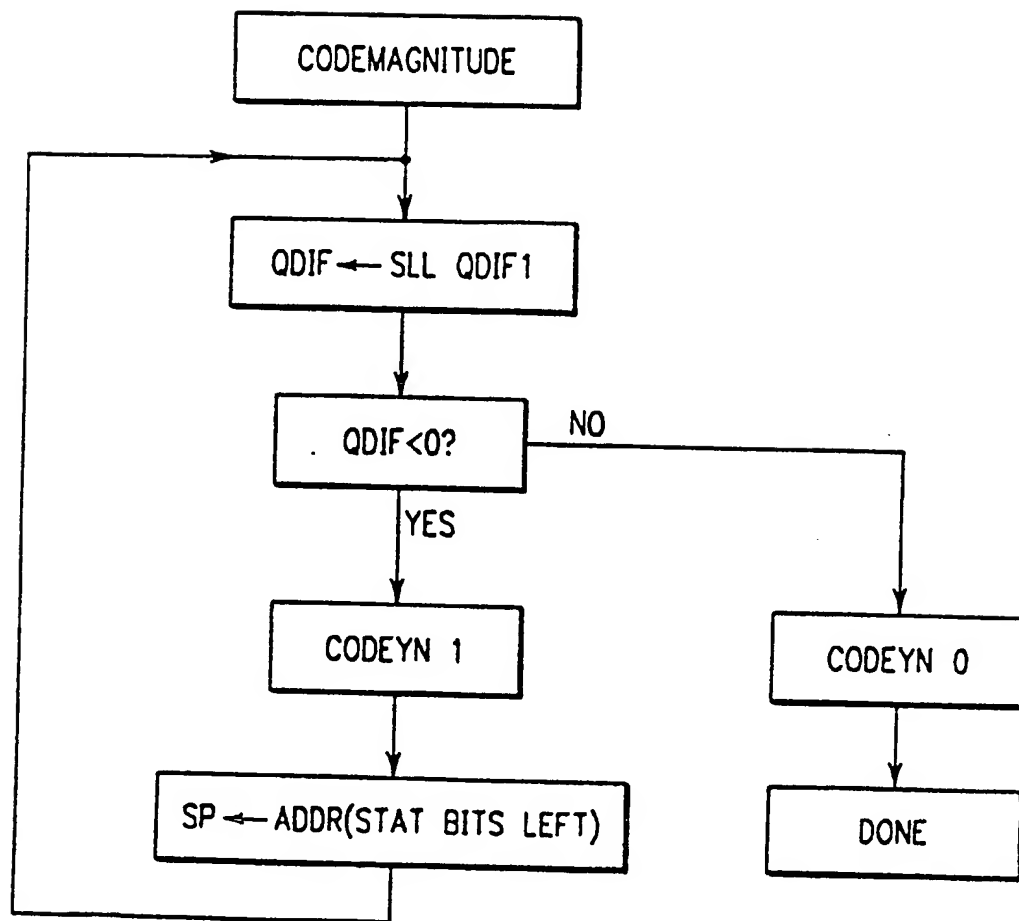 CODEMAGNITUDE
QDIF ← SLL QDIF1
QDIF<0?
NO
YES
CODEYN 1
CODEYN 0
SP ← ADDR(STAT BITS LEFT)
DONE